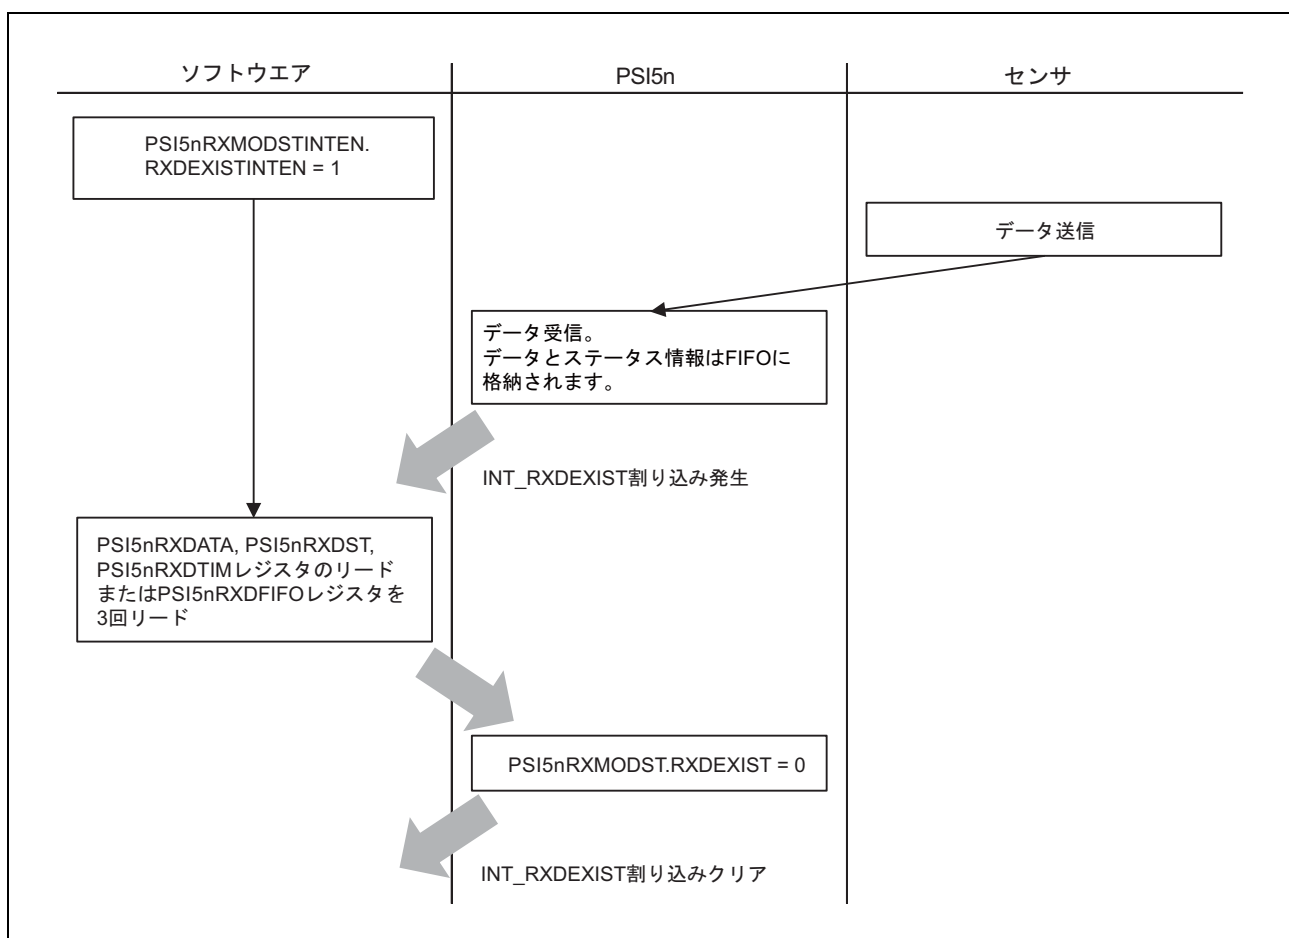 ソフトウエア
PSI5n
センサ
PSI5nRXMODSTINTEN.
RXDEXISTINTEN = 1
データ送信
データ受信。
データとステータス情報はFIFOに
格納されます。
INT_RXDEXIST割り込み発生
PSI5nRXDATA, PSI5nRXDST,
PSI5nRXDTIMレジスタのリード
またはPSI5nRXDFIFOレジスタを
3回リード
PSI5nRXMODST.RXDEXIST = 0
INT_RXDEXIST割り込みクリア